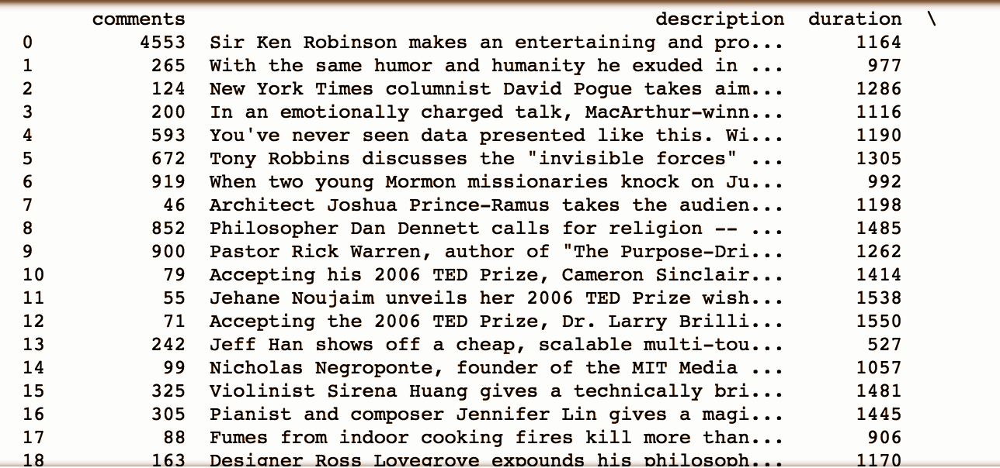 comments description duration \
0 4553 Sir Ken Robinson makes an entertaining and pro... 1164
1 265 With the same humor and humanity he exuded in ... 977
2 124 New York Times columnist David Pogue takes aim... 1286
3 200 In an emotionally charged talk, MacArthur-winn... 1116
4 593 You've never seen data presented like this. Wi... 1190
5 672 Tony Robbins discusses the "invisible forces" ... 1305
6 919 When two young Mormon missionaries knock on Ju... 992
7 46 Architect Joshua Prince-Ramus takes the audien... 1198
8 852 Philosopher Dan Dennett calls for religion -- ... 1485
9 900 Pastor Rick Warren, author of "The Purpose-Dri... 1262
10 79 Accepting his 2006 TED Prize, Cameron Sinclair... 1414
11 55 Jehane Noujaim unveils her 2006 TED Prize wish... 1538
12 71 Accepting the 2006 TED Prize, Dr. Larry Brilli... 1550
13 242 Jeff Han shows off a cheap, scalable multi-tou... 527
14 99 Nicholas Negroponte, founder of the MIT Media ... 1057
15 325 Violinist Sirena Huang gives a technically bri... 1481
16 305 Pianist and composer Jennifer Lin gives a magi... 1445
17 88 Fumes from indoor cooking fires kill more than... 906
18 163 Designer Ross Lovegrove expounds his philosoph... 1170